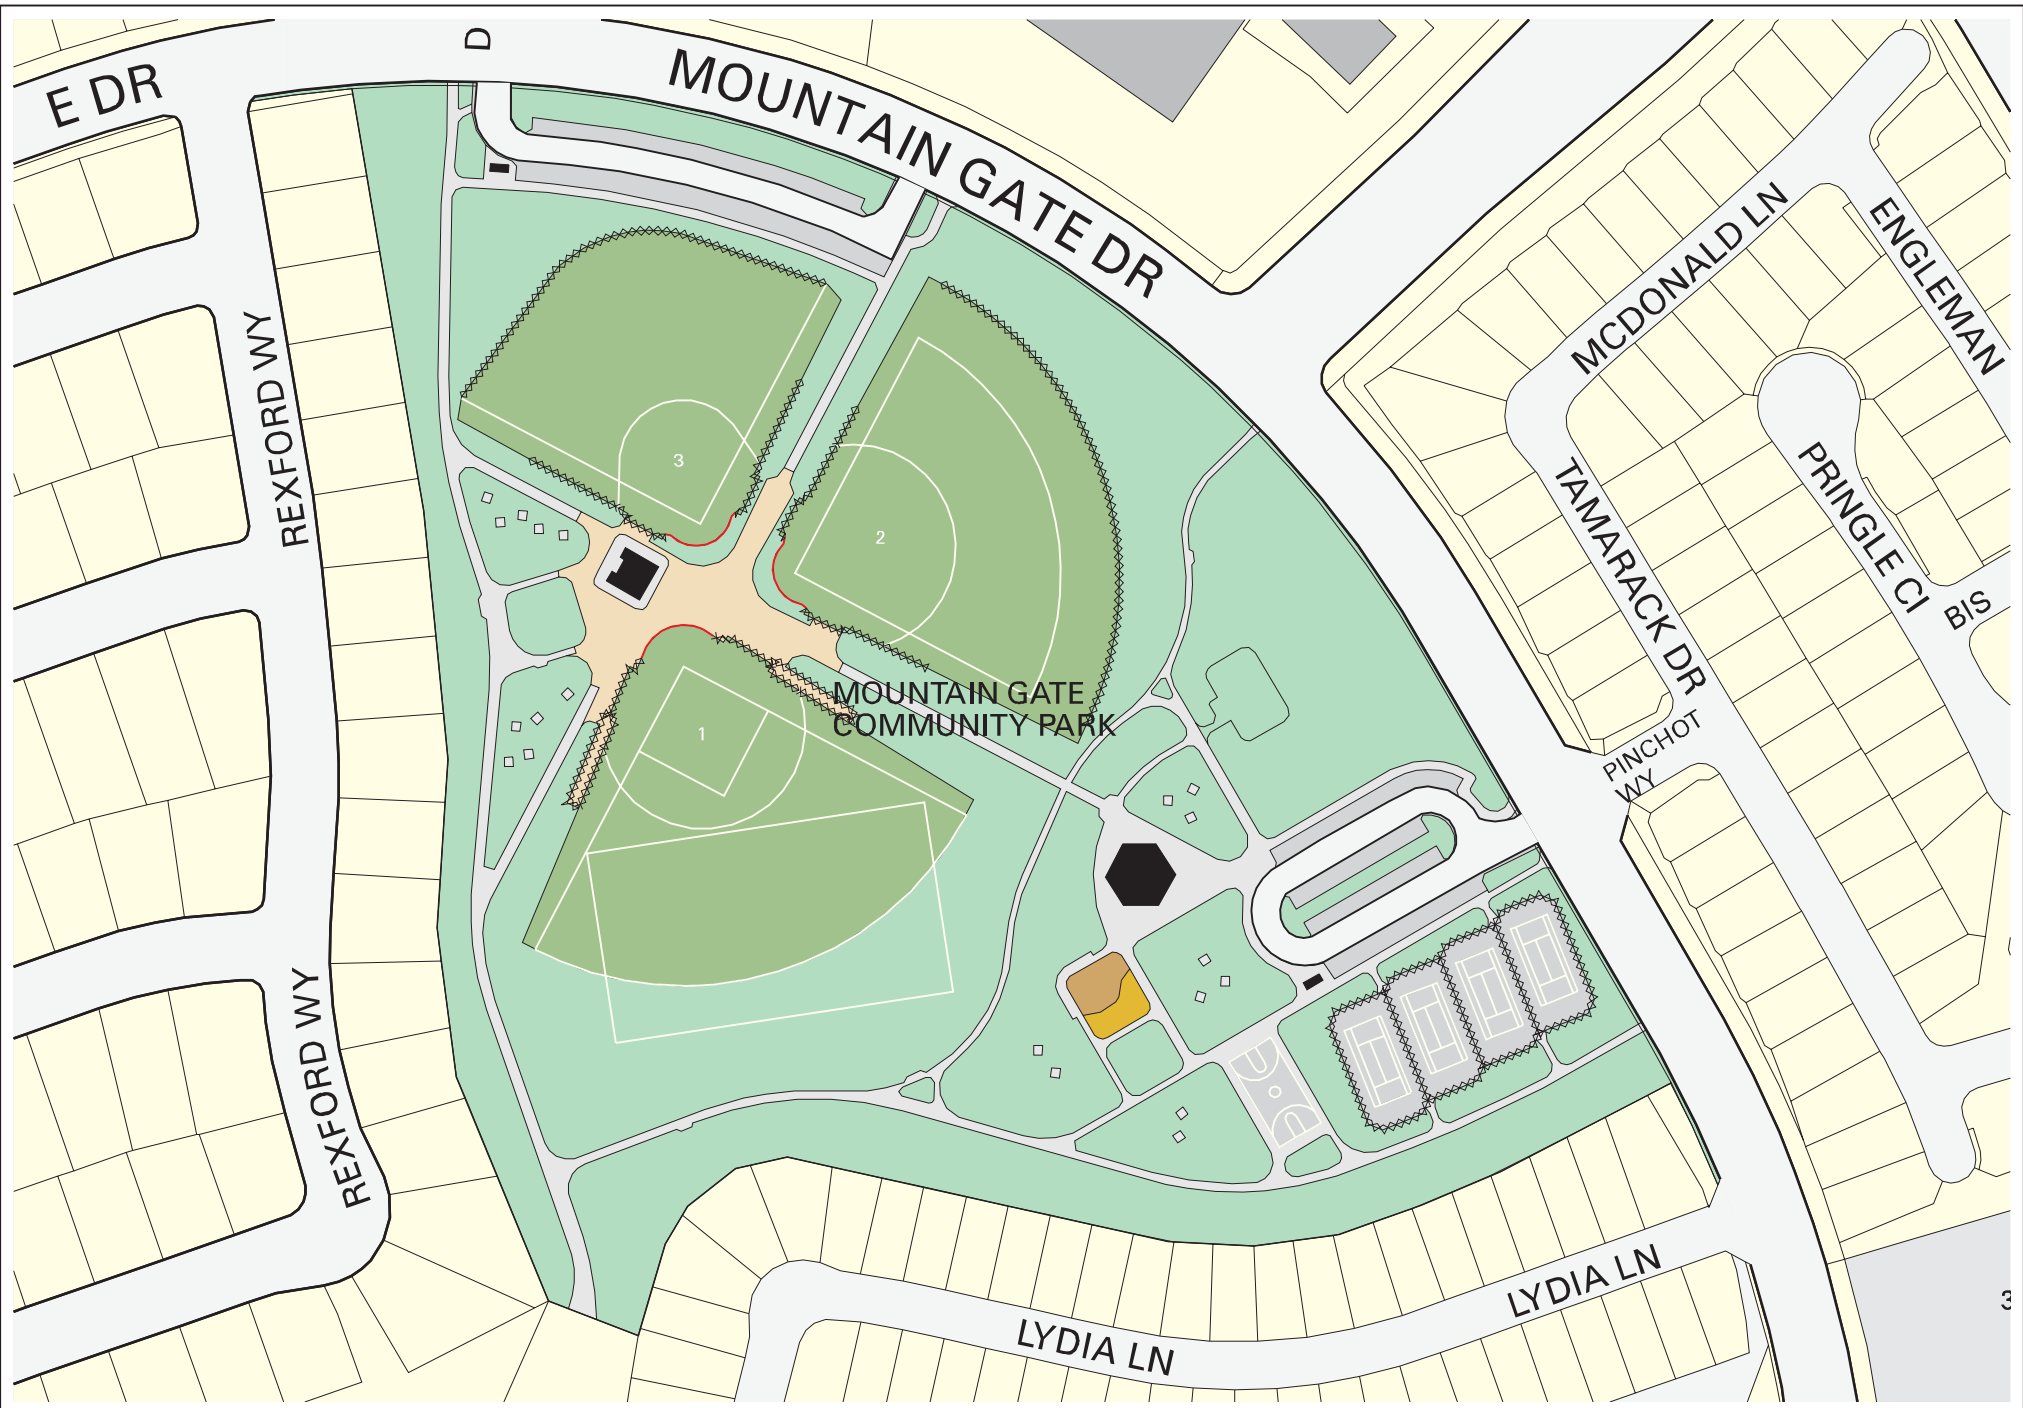 E DR
D
MOUNTAIN GATE DR
MCDONALD LN
ENGLEMAN
REXFORD WY
3
2
TAMARACK DR
PRINGLE CI
BIS
MOUNTAIN GATE
COMMUNITY PARK
1
PINCHOT
WY
REXFORD WY
LYDIA LN
LYDIA LN
3